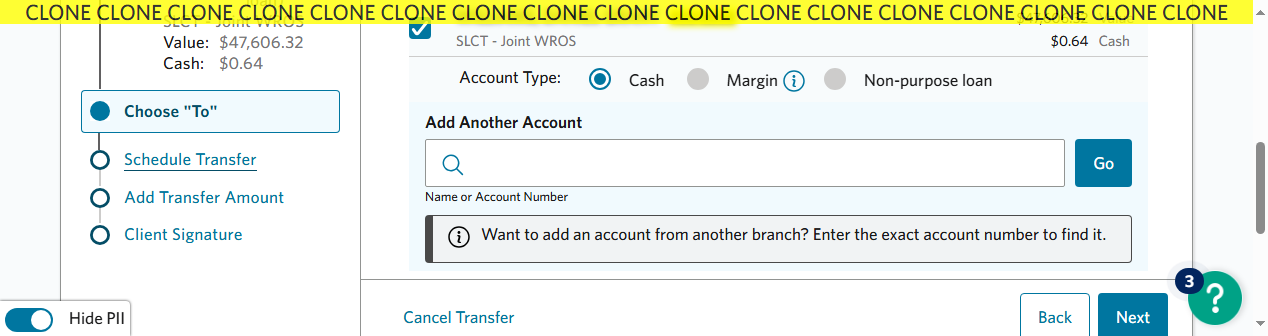 CLONE CLONE CLONE CLONE CLONE CLONE CLONE CLONE CLONE CLONE CLONE CLONE CLONE CLONE CLONE CLONE CLONE
SLCT - Joint WROS
Value: $47,606.32
Cash: $0.64
Choose "To"
Schedule Transfer
Add Transfer Amount
Client Signature
Hide PII
SLCT - Joint WROS
$0.64 Cash
Account Type: Cash Margin Non-purpose loan
Add Another Account
Go
Name or Account Number
Want to add an account from another branch? Enter the exact account number to find it.
Cancel Transfer
Back
Next
3
?